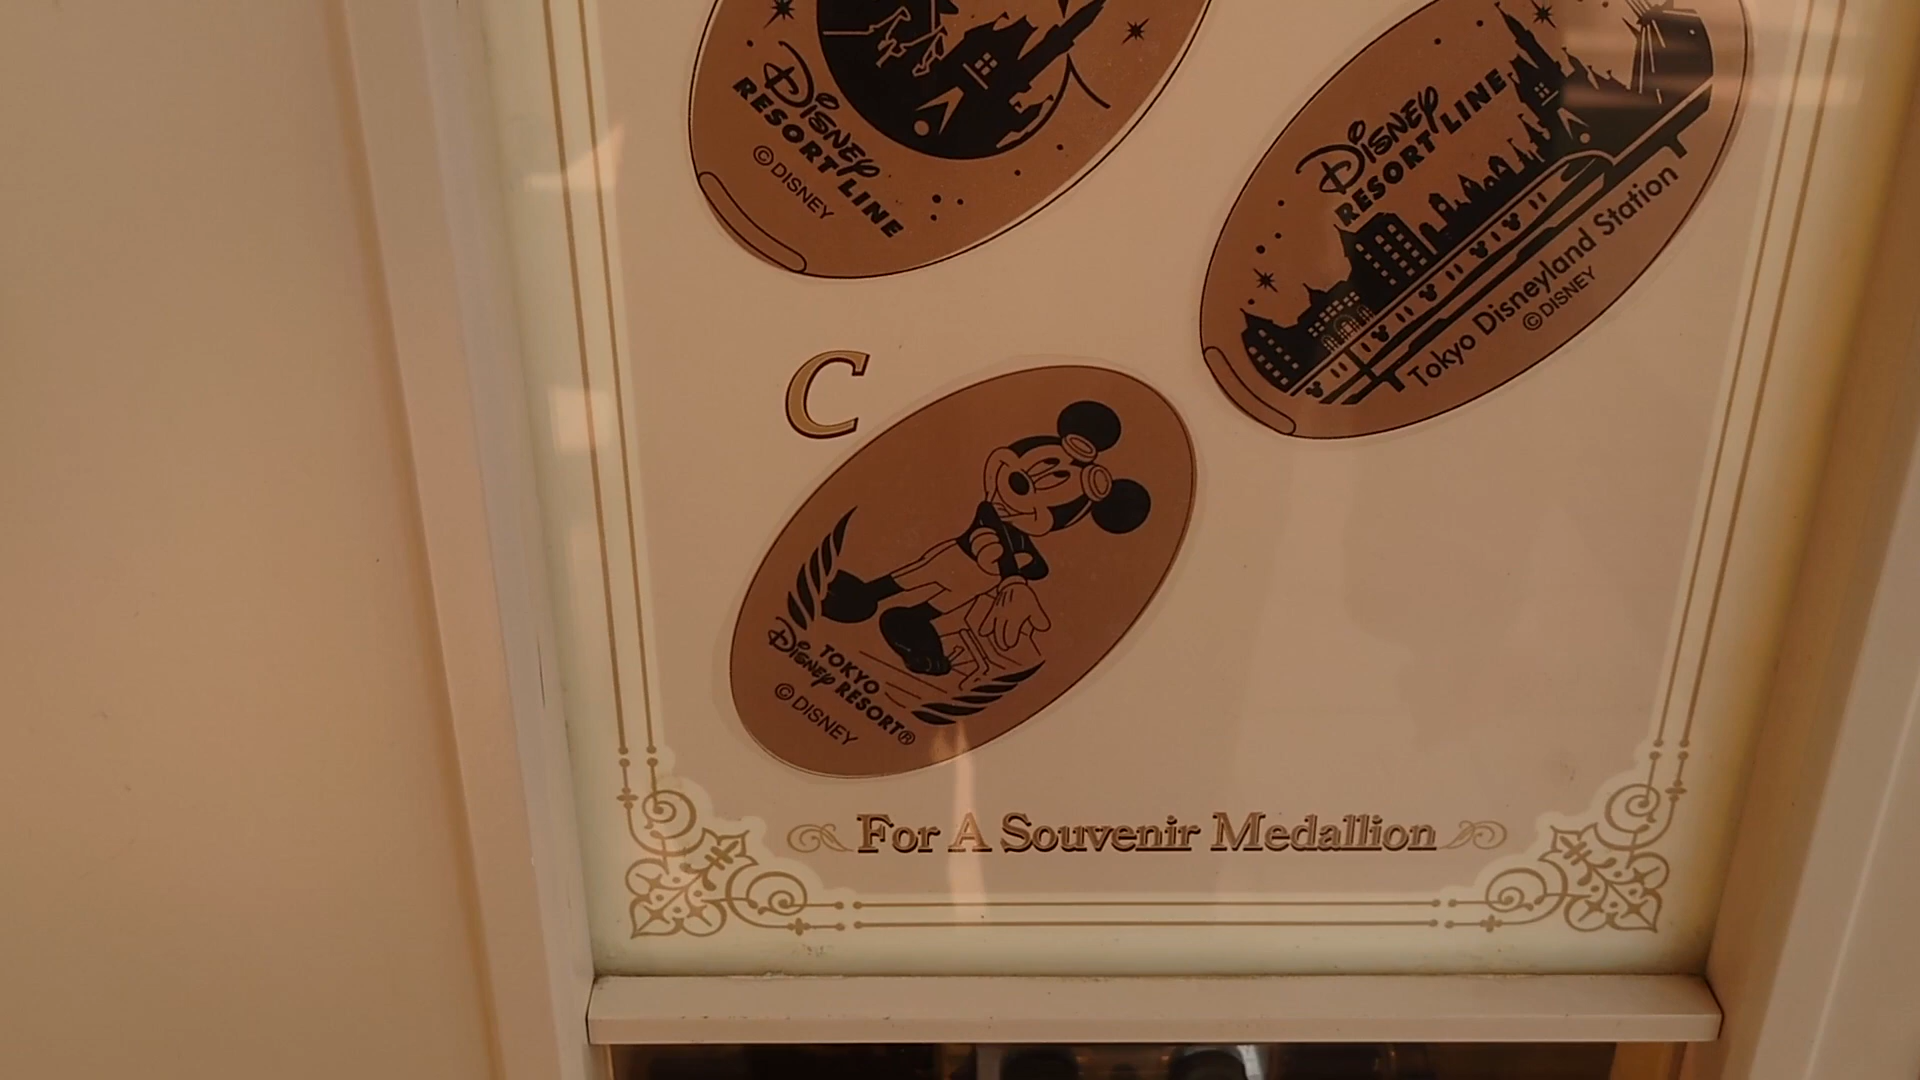 Disney
RESORT LINE
©DISNEY
Disney
RESORT LINE
Tokyo Disneyland Station
©DISNEY
C
TOKYO
Disney RESORT®
©DISNEY
For A Souvenir Medallion